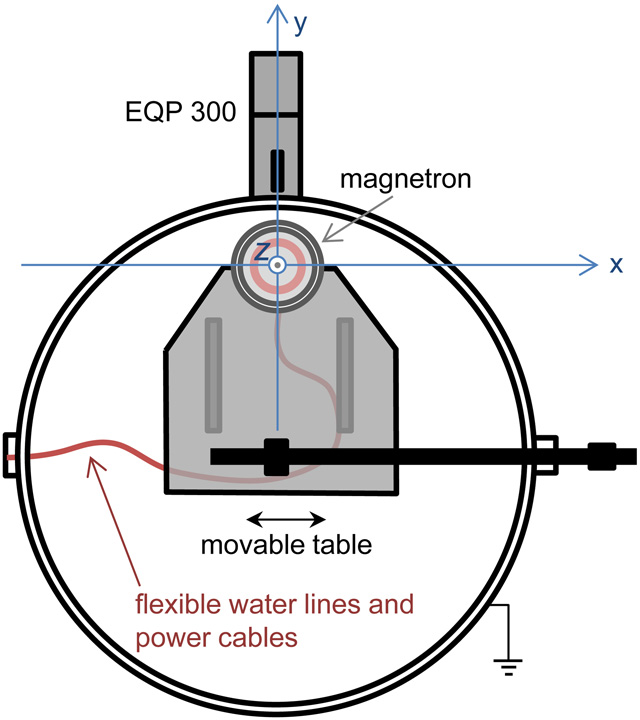 y
EQP 300
magnetron
z
x
movable table
flexible water lines and
power cables